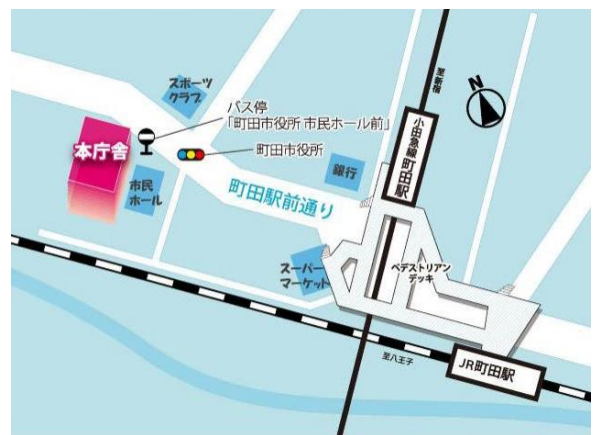 スポーツ
クラブ
バス停
「町田市役所 市民ホール前」
町田市役所
本庁舎
市民
ホール
町田駅前通り
銀行
至新宿
N
小田急線 町田駅
ペデストリアン
デッキ
スーパー
マーケット
至八王子
JR町田駅